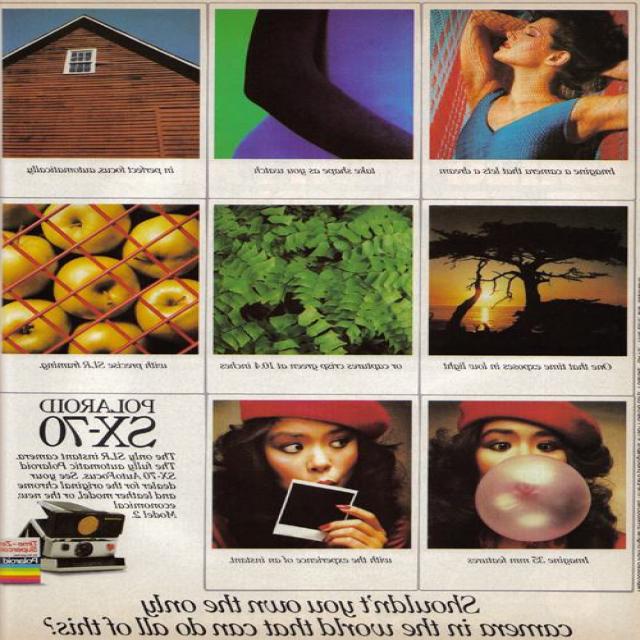 Imagine a camera that lets a dream
take shape as you watch
in perfect focus, automatically.
One that time exposes in low light
or captures crisp green at 10.4 inches
with precise SLR framing.
Imagine 35 mm features
with the experience of an instant.
POLAROID
SX-70
The only SLR instant camera.
The fully automatic Polaroid
SX-70 AutoFocus. See your
dealer for the original chrome
and leather model, or the new
economical
Model 2.
Time-Ze
Superco
Polaroid
Shouldn't you own the only
camera in the world that can do all of this?